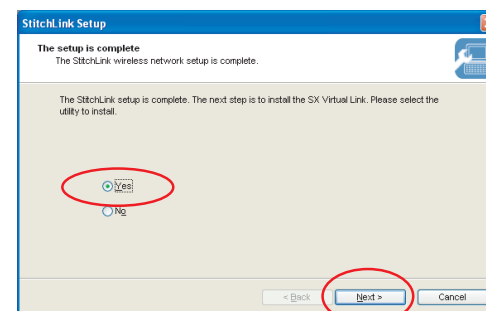 StitchLink Setup
The setup is complete
The StitchLink wireless network setup is complete.
The StitchLink setup is complete. The next step is to install the SX Virtual Link. Please select the
utility to install.
Yes
No
< Back Next > Cancel